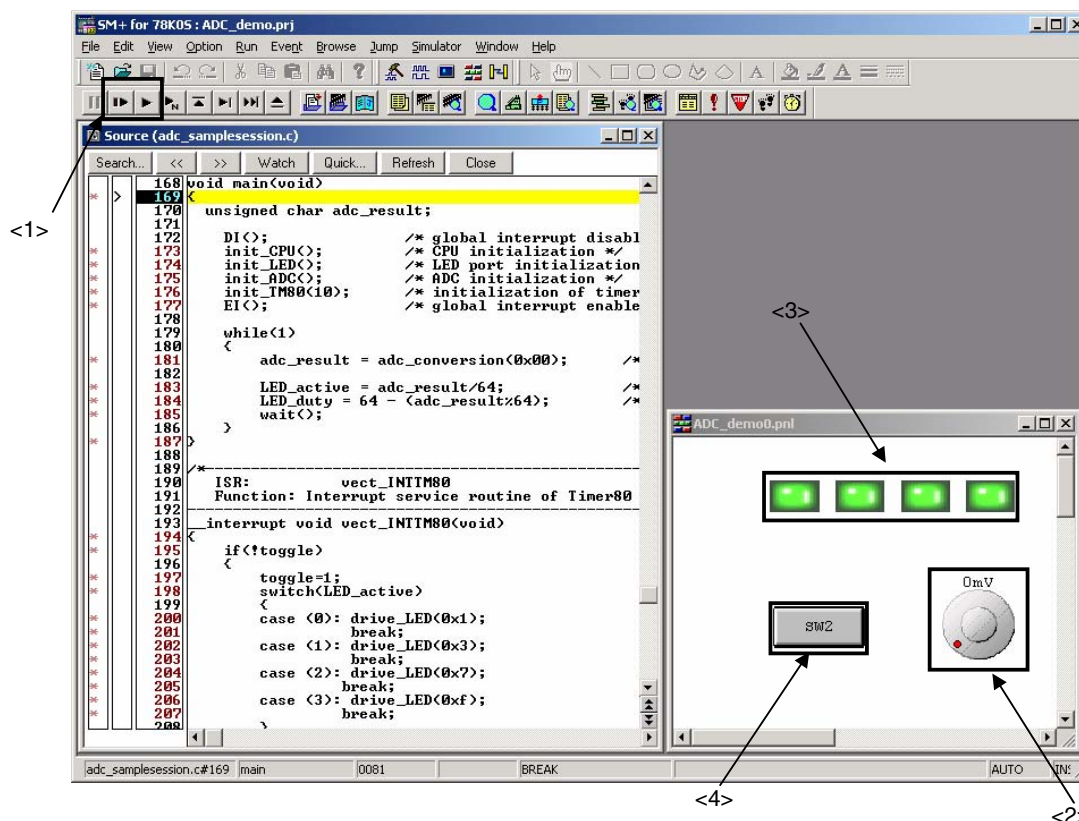 SM+ for 78K0S : ADC_demo.prj
File Edit View Option Run Event Browse Jump Simulator Window Help
Source (adc_samplesession.c)
Search... << >> Watch Quick... Refresh Close
168 void main(void)
169 {
170 unsigned char adc_result;
171
172 DI(); /* global interrupt disabl
173 init_CPU(); /* CPU initialization */
174 init_LED(); /* LED port initialization
175 init_ADC(); /* ADC initialization */
176 init_TM80(10); /* initialization of timer
177 EI(); /* global interrupt enable
178
179 while(1)
180 {
181 adc_result = adc_conversion(0x00); /*
182
183 LED_active = adc_result/64; /*
184 LED_duty = 64 - (adc_result%64); /*
185 wait();
186 }
187 }
188
189 /*------------------------------------------------
190 ISR: vect_INTTM80
191 Function: Interrupt service routine of Timer80
192 --------------------------------------------------
193 __interrupt void vect_INTTM80(void)
194 {
195 if(!toggle)
196 {
197 toggle=1;
198 switch(LED_active)
199 {
200 case (0): drive_LED(0x1);
201 break;
202 case (1): drive_LED(0x3);
203 break;
204 case (2): drive_LED(0x7);
205 break;
206 case (3): drive_LED(0xf);
207 break;
208 }
<1>
<3>
ADC_demo0.pnl
0mV
SW2
adc_samplesession.c#169 main 0081 BREAK AUTO INS
<4>
<2>